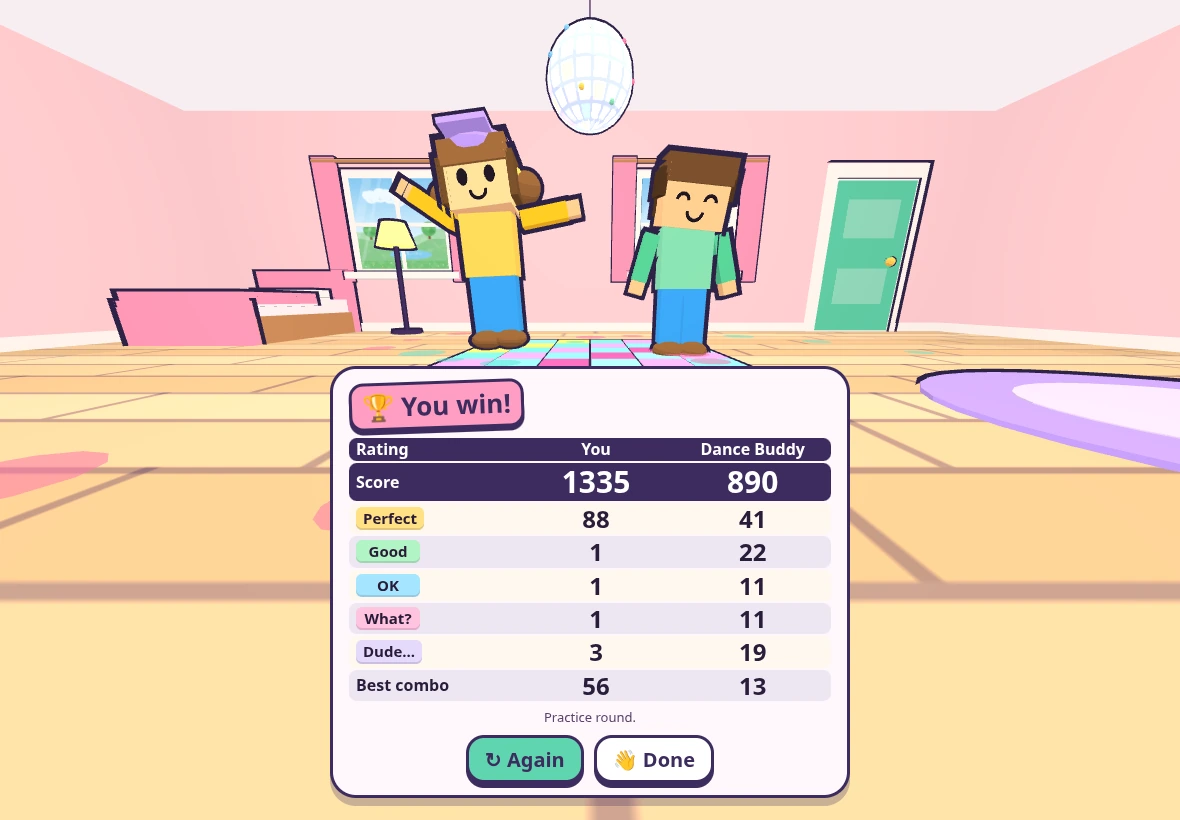 🏆 You win!
Rating You Dance Buddy
Score 1335 890
Perfect 88 41
Good 1 22
OK 1 11
What? 1 11
Dude... 3 19
Best combo 56 13
Practice round.
↻ Again 👋 Done